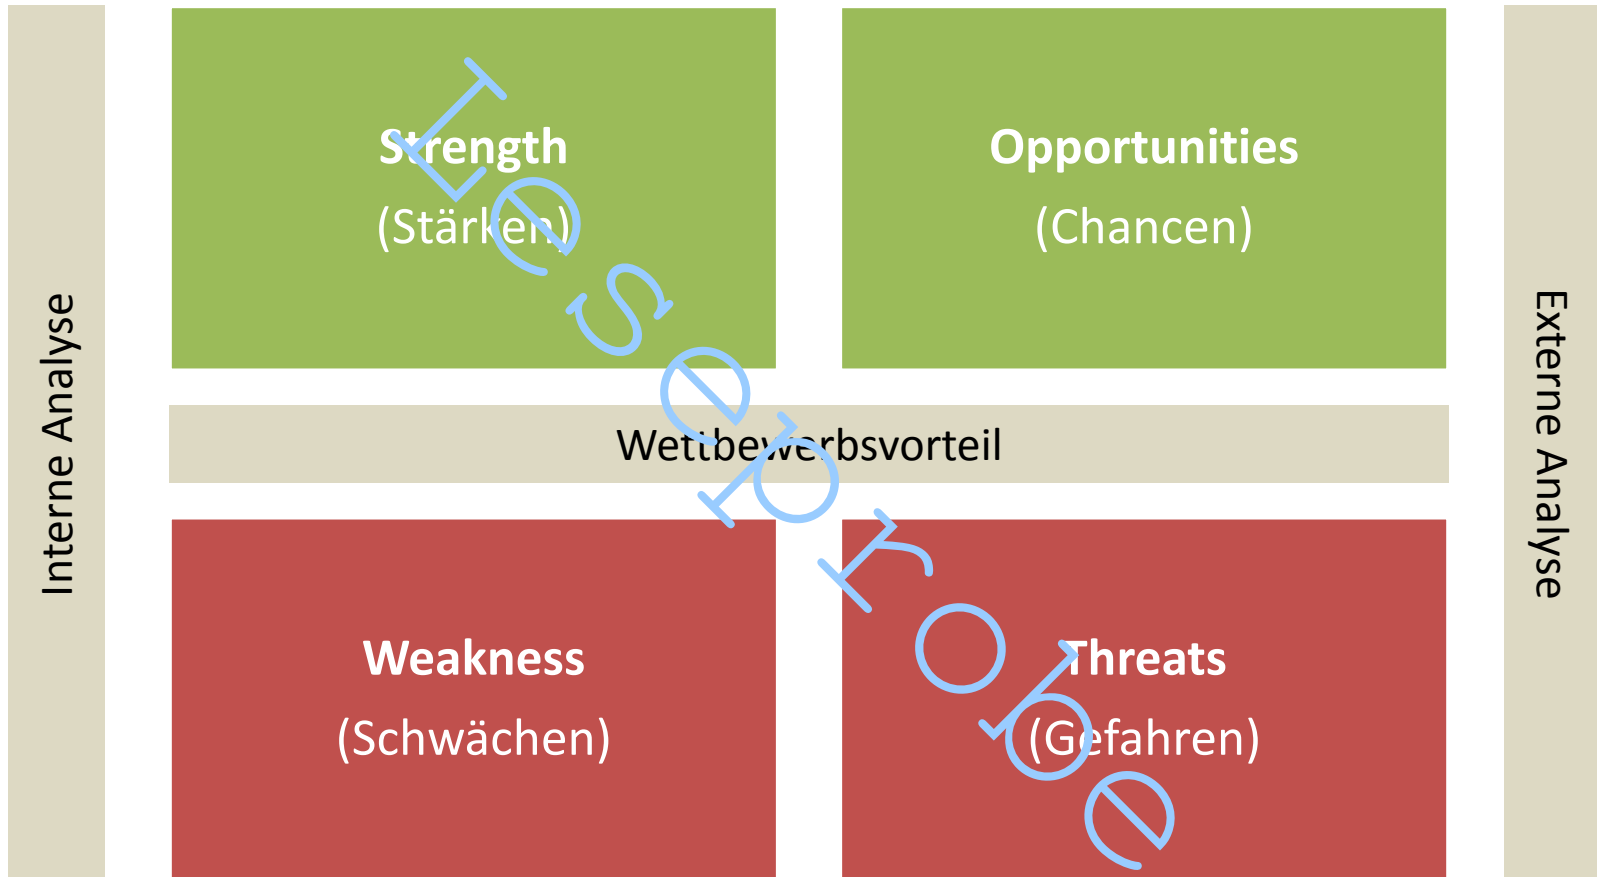 Interne Analyse
Strength
(Stärken)
Opportunities
(Chancen)
Wettbewerbsvorteil
Weakness
(Schwächen)
Threats
(Gefahren)
Externe Analyse
Leseprobe